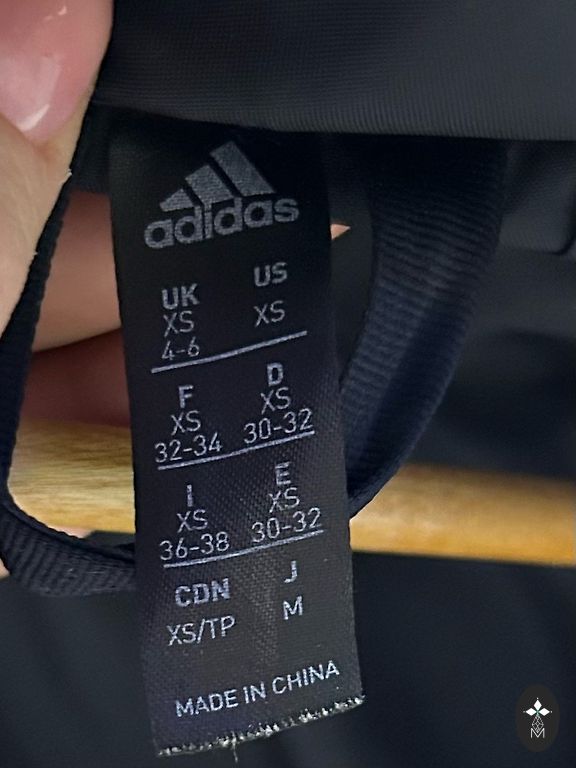 adidas
UK US
XS XS
4-6
F D
XS XS
32-34 30-32
I E
XS XS
36-38 30-32
CDN J
XS/TP M
MADE IN CHINA
M